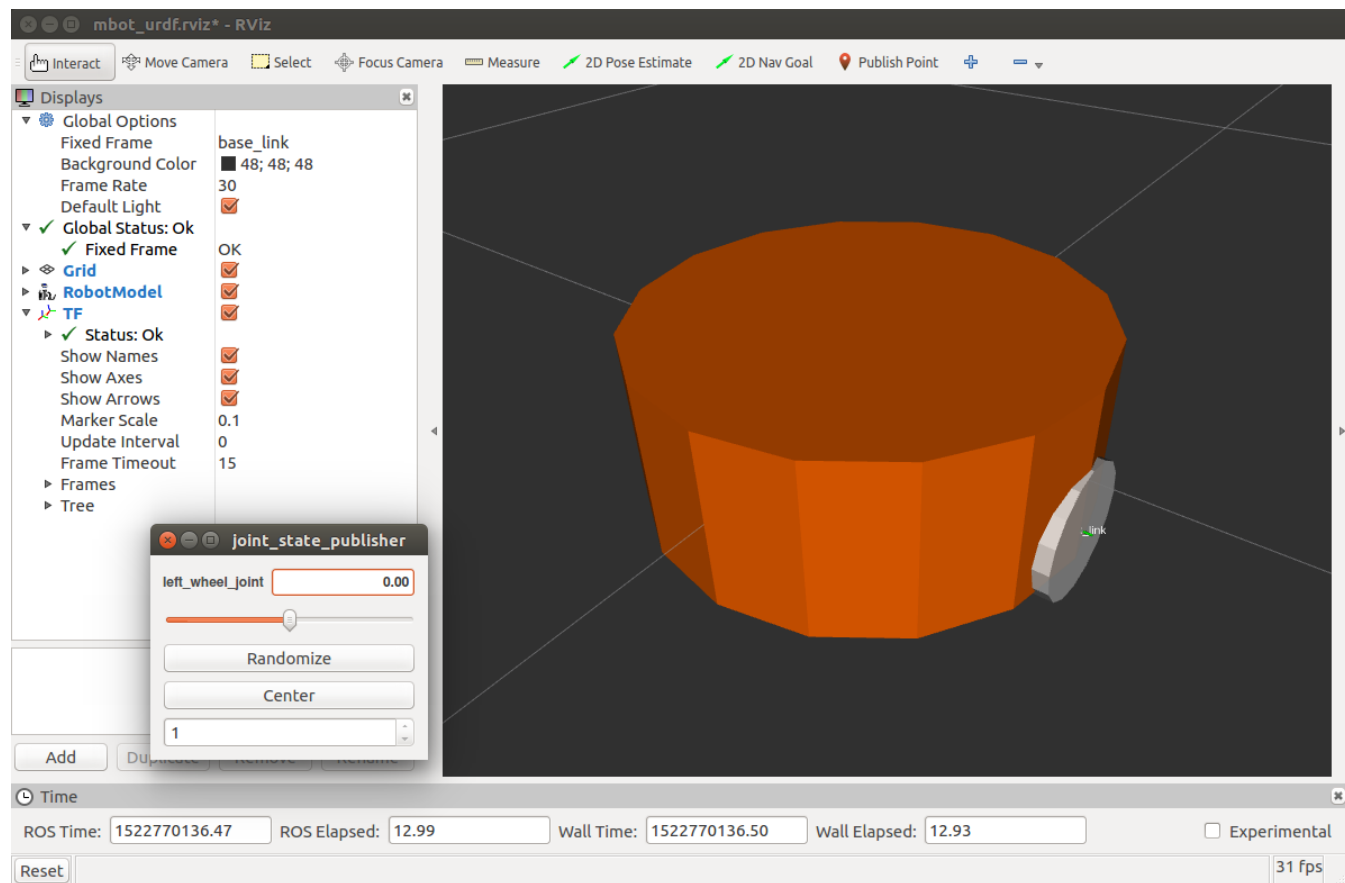 mbot_urdf.rviz* - RViz
Interact Move Camera Select Focus Camera Measure 2D Pose Estimate 2D Nav Goal Publish Point
Displays
Global Options
Fixed Frame base_link
Background Color 48; 48; 48
Frame Rate 30
Default Light
Global Status: Ok
Fixed Frame OK
Grid
RobotModel
TF
Status: Ok
Show Names
Show Axes
Show Arrows
Marker Scale 0.1
Update Interval 0
Frame Timeout 15
Frames
Tree
_link
joint_state_publisher
left_wheel_joint 0.00
Randomize
Center
1
Add Duplicate Remove Rename
Time
ROS Time: 1522770136.47 ROS Elapsed: 12.99 Wall Time: 1522770136.50 Wall Elapsed: 12.93 Experimental
Reset 31 fps